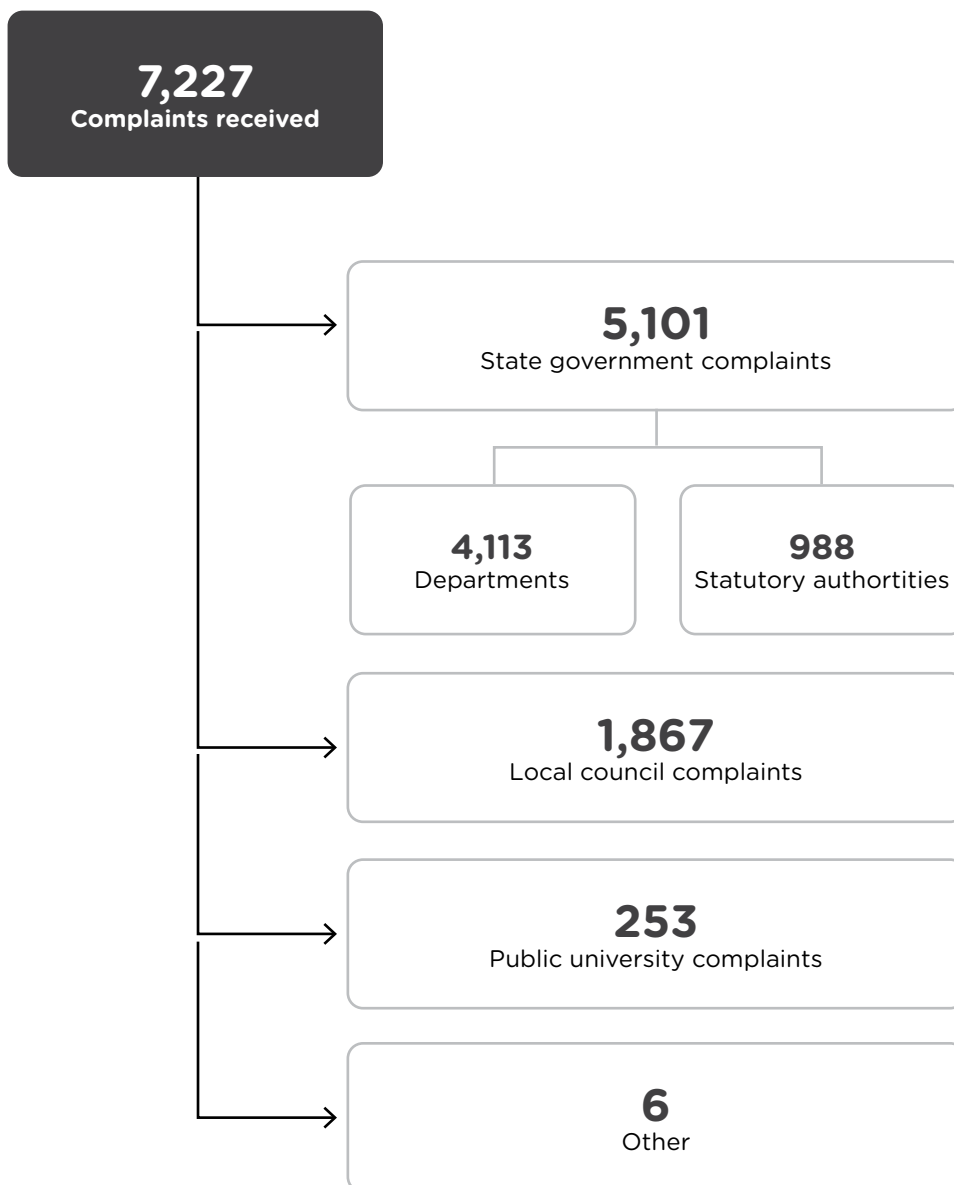 7,227
Complaints received
5,101
State government complaints
4,113
Departments
988
Statutory authortities
1,867
Local council complaints
253
Public university complaints
6
Other